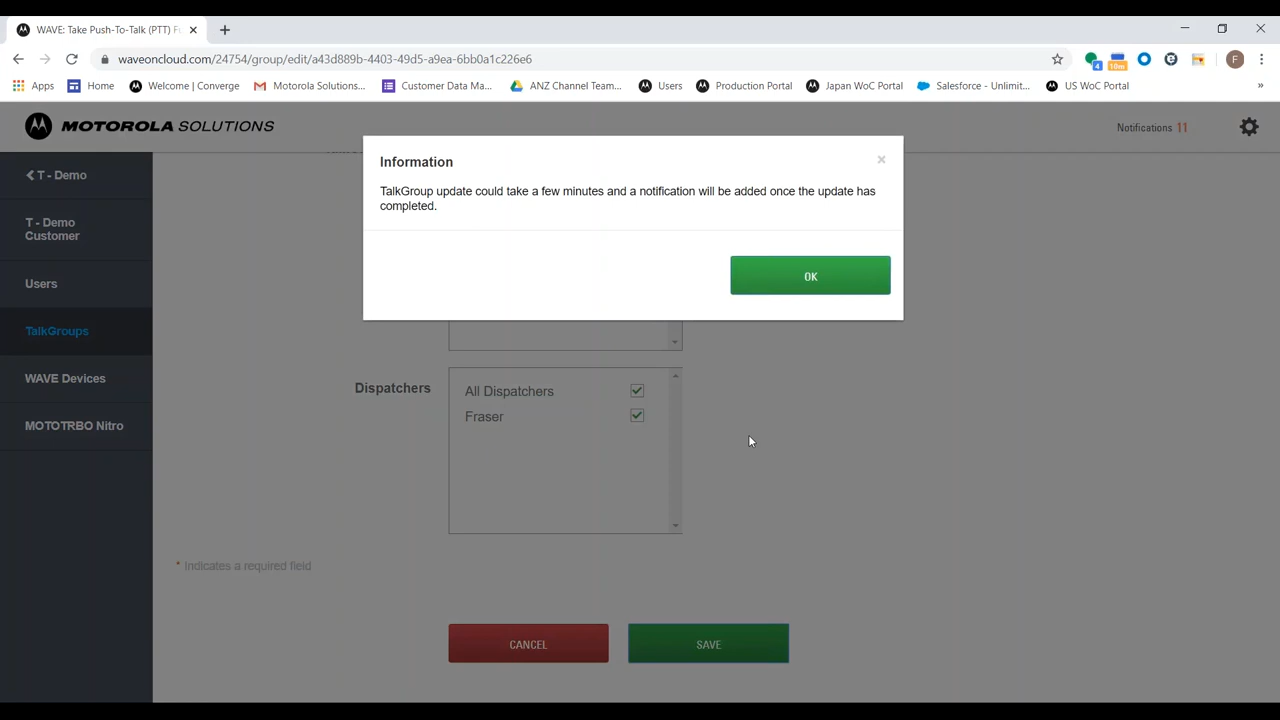 WAVE: Take Push-To-Talk (PTT) F
waveoncloud.com/24754/group/edit/a43d889b-4403-49d5-a9ea-6bb0a1c226e6
4
10m
F
Apps
Home
Welcome | Converge
Motorola Solutions...
Customer Data Ma...
ANZ Channel Team...
Users
Production Portal
Japan WoC Portal
Salesforce - Unlimit...
US WoC Portal
»
MOTOROLA SOLUTIONS
Notifications 11
Information
×
TalkGroup update could take a few minutes and a notification will be added once the update has
completed.
OK
T - Demo
T - Demo
Customer
Users
TalkGroups
WAVE Devices
MOTOTRBO Nitro
Dispatchers
All Dispatchers
Fraser
* Indicates a required field
CANCEL
SAVE